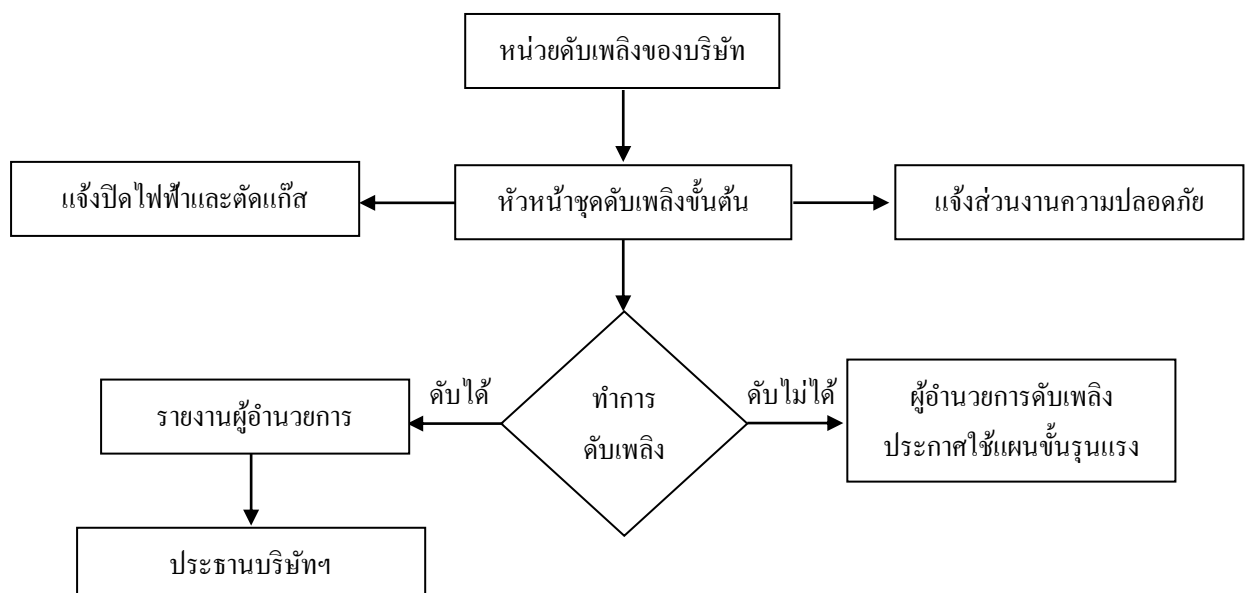 หน่วยดับเพลิงของบริษัท
แจ้งปิดไฟฟ้าและตัดแก๊ส
หัวหน้าชุดดับเพลิงขั้นต้น
แจ้งส่วนงานความปลอดภัย
รายงานผู้อำนวยการ
ดับได้
ทำการ
ดับเพลิง
ดับไม่ได้
ผู้อำนวยการดับเพลิง
ประกาศใช้แผนขั้นรุนแรง
ประธานบริษัทฯ